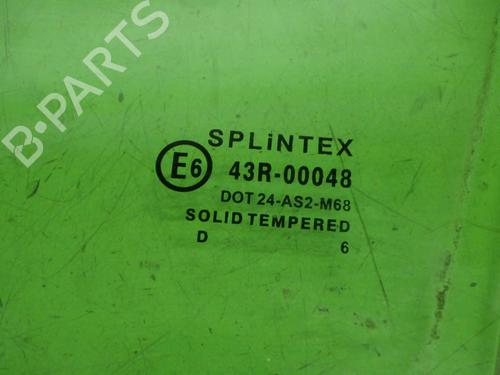 B-PARTS
SPLiNTEX
E6 43R-00048
DOT 24-AS2-M68
SOLID TEMPERED
D 6